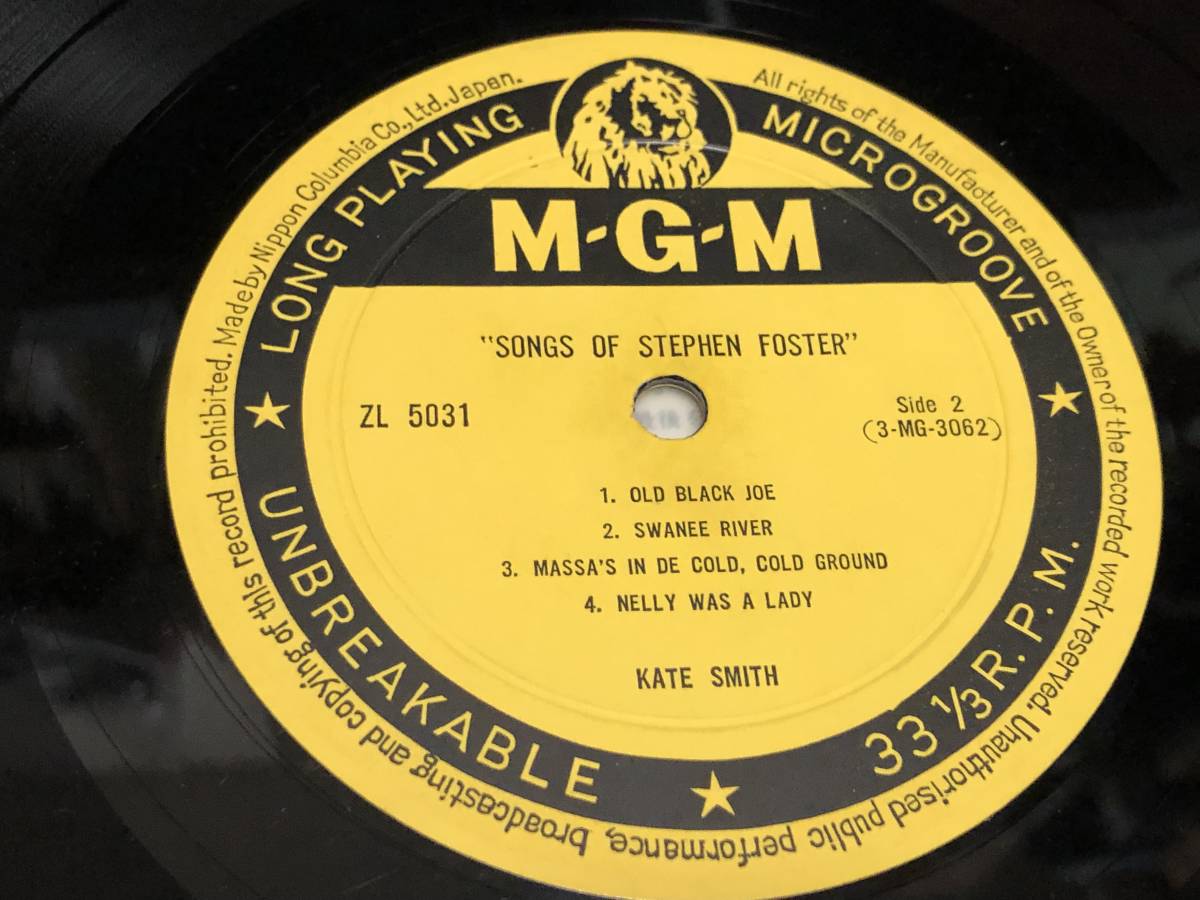 All rights of the Manufacturer and of the Owner of the recorded work reserved. Unauthorised public performance, broadcasting and copying of this record prohibited. Made by Nippon Columbia Co., Ltd. Japan.
LONG PLAYING
MICROGROOVE
M-G-M
"SONGS OF STEPHEN FOSTER"
ZL 5031
Side 2
(3-MG-3062)
1. OLD BLACK JOE
2. SWANEE RIVER
3. MASSA'S IN DE COLD, COLD GROUND
4. NELLY WAS A LADY
KATE SMITH
UNBREAKABLE
33 1/3 R. P. M.